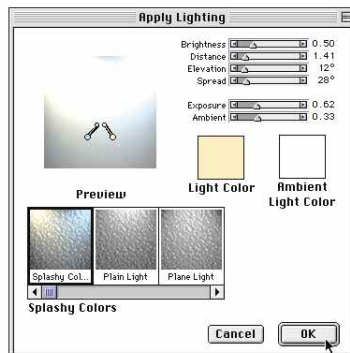 Apply Lighting
Brightness 0.50
Distance 1.41
Elevation 12°
Spread 28°
Exposure 0.62
Ambient 0.33
Preview
Light Color
Ambient
Light Color
Splashy Col... Plain Light Plane Light
Splashy Colors
Cancel OK